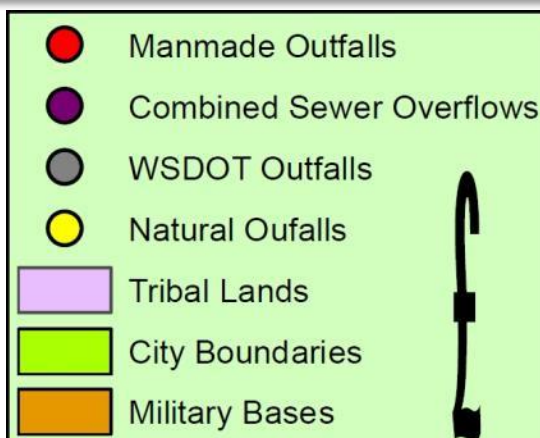 Manmade Outfalls
Combined Sewer Overflows
WSDOT Outfalls
Natural Oufalls
Tribal Lands
City Boundaries
Military Bases